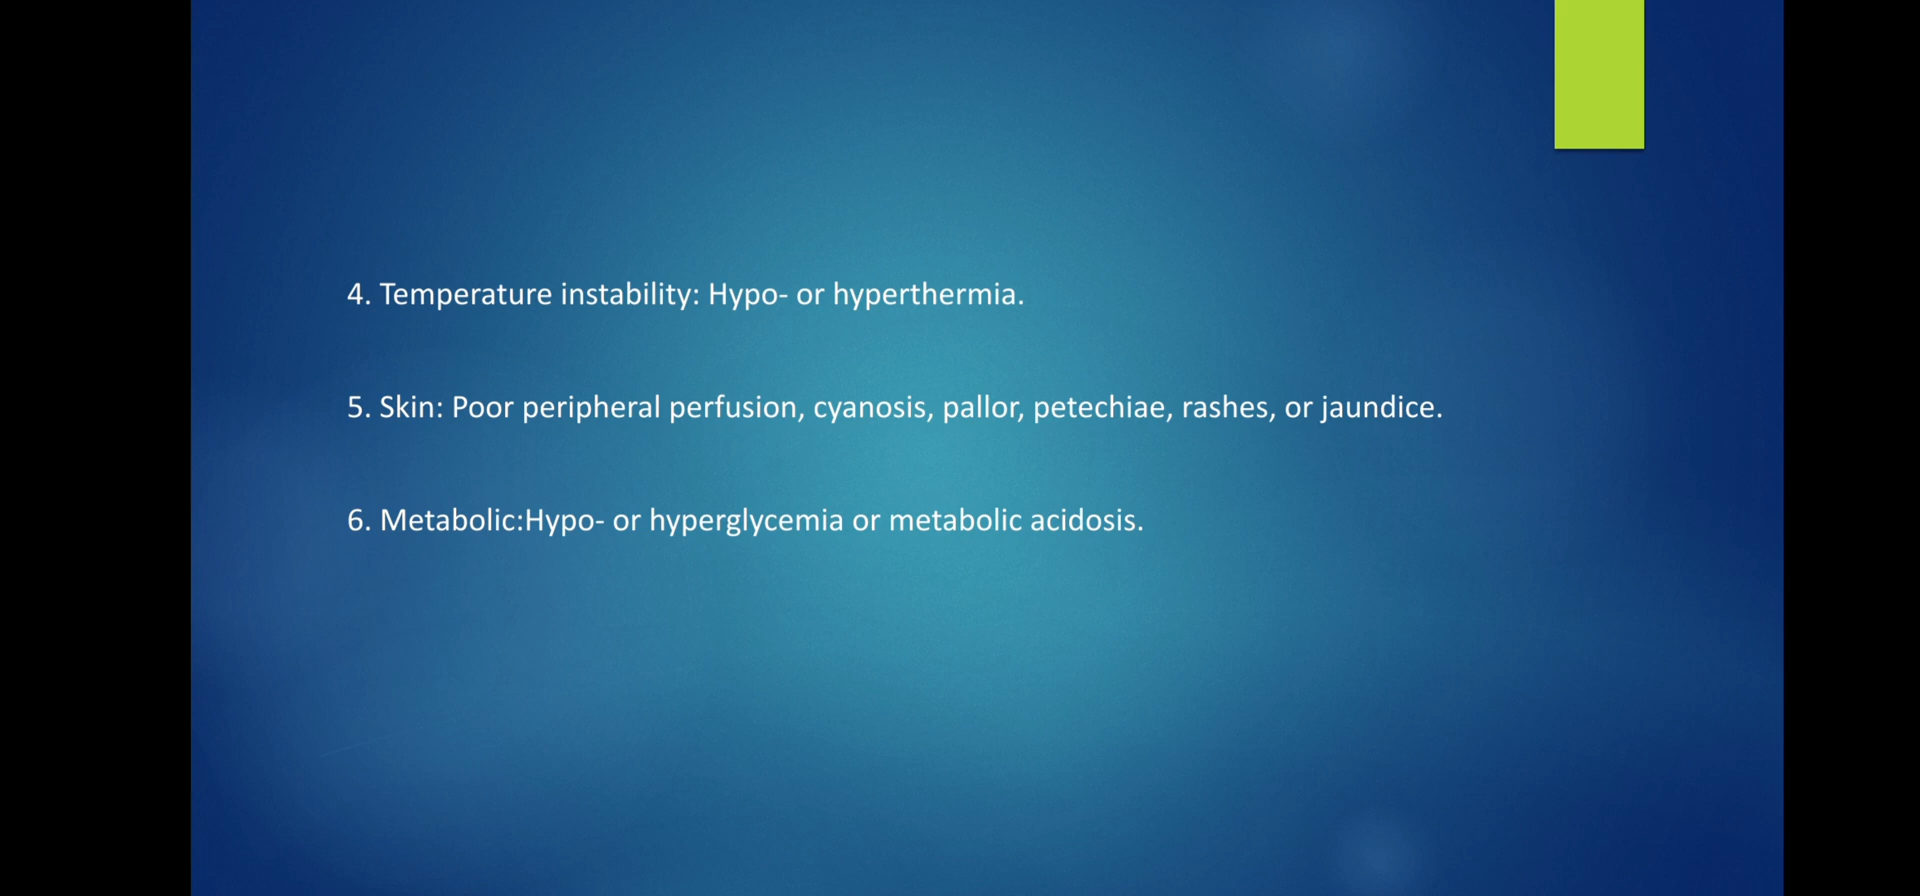 4. Temperature instability: Hypo- or hyperthermia.
5. Skin: Poor peripheral perfusion, cyanosis, pallor, petechiae, rashes, or jaundice.
6. Metabolic:Hypo- or hyperglycemia or metabolic acidosis.